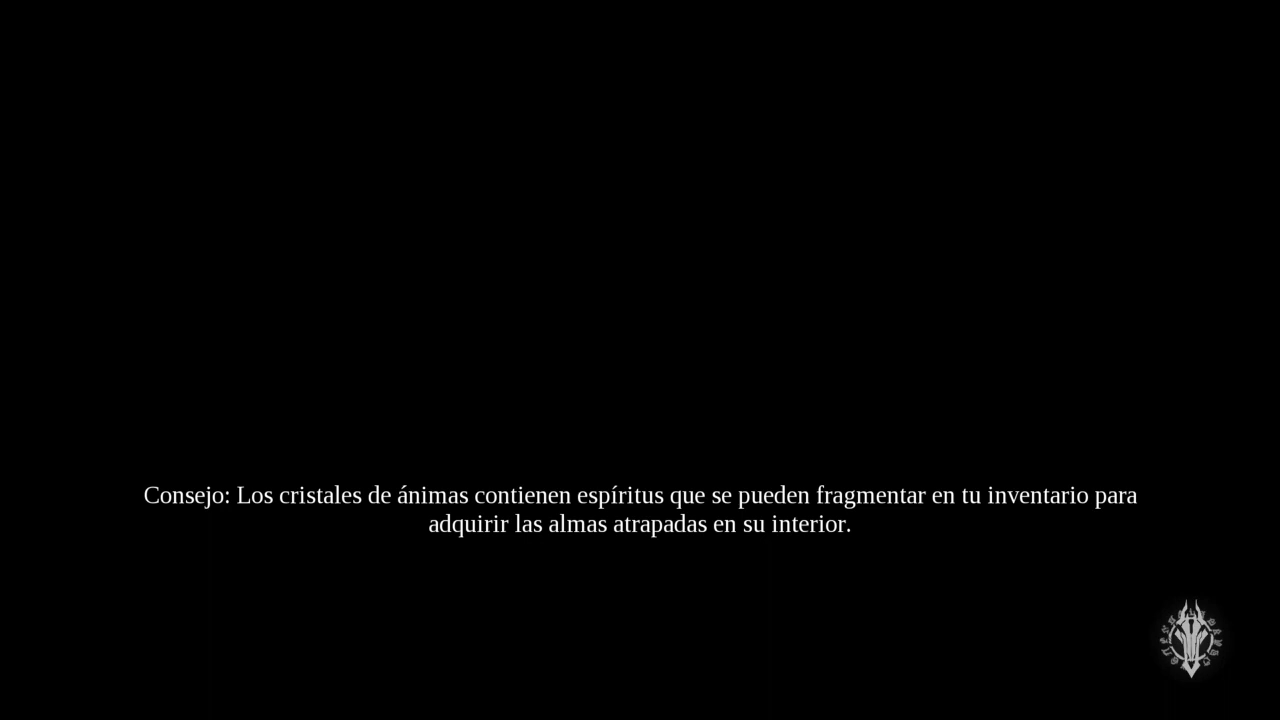 Consejo: Los cristales de ánimas contienen espíritus que se pueden fragmentar en tu inventario para
adquirir las almas atrapadas en su interior.